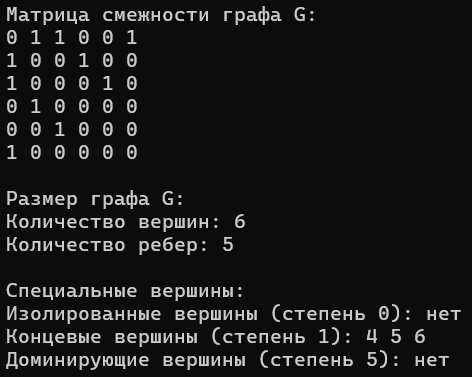 Матрица смежности графа G:
0 1 1 0 0 1
1 0 0 1 0 0
1 0 0 0 1 0
0 1 0 0 0 0
0 0 1 0 0 0
1 0 0 0 0 0
Размер графа G:
Количество вершин: 6
Количество ребер: 5
Специальные вершины:
Изолированные вершины (степень 0): нет
Концевые вершины (степень 1): 4 5 6
Доминирующие вершины (степень 5): нет